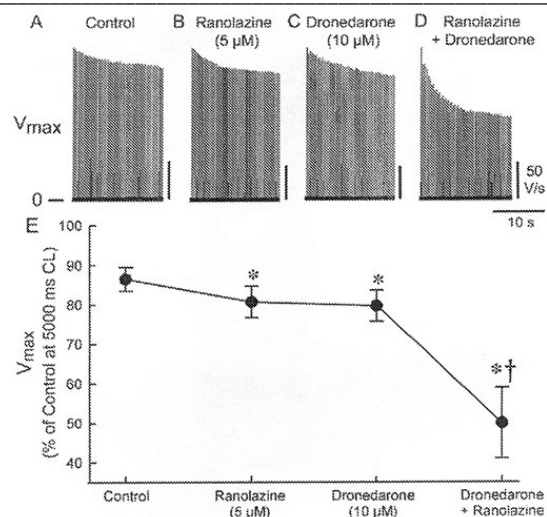 A Control
B Ranolazine
(5 µM)
C Dronedarone
(10 µM)
D Ranolazine
+ Dronedarone
Vmax
0
50
V/s
10 s
E
Vmax
(% of Control at 5000 ms CL)
100
90
80
70
60
50
40
*
*
*†
Control
Ranolazine
(5 µM)
Dronedarone
(10 µM)
Dronedarone
+ Ranolazine